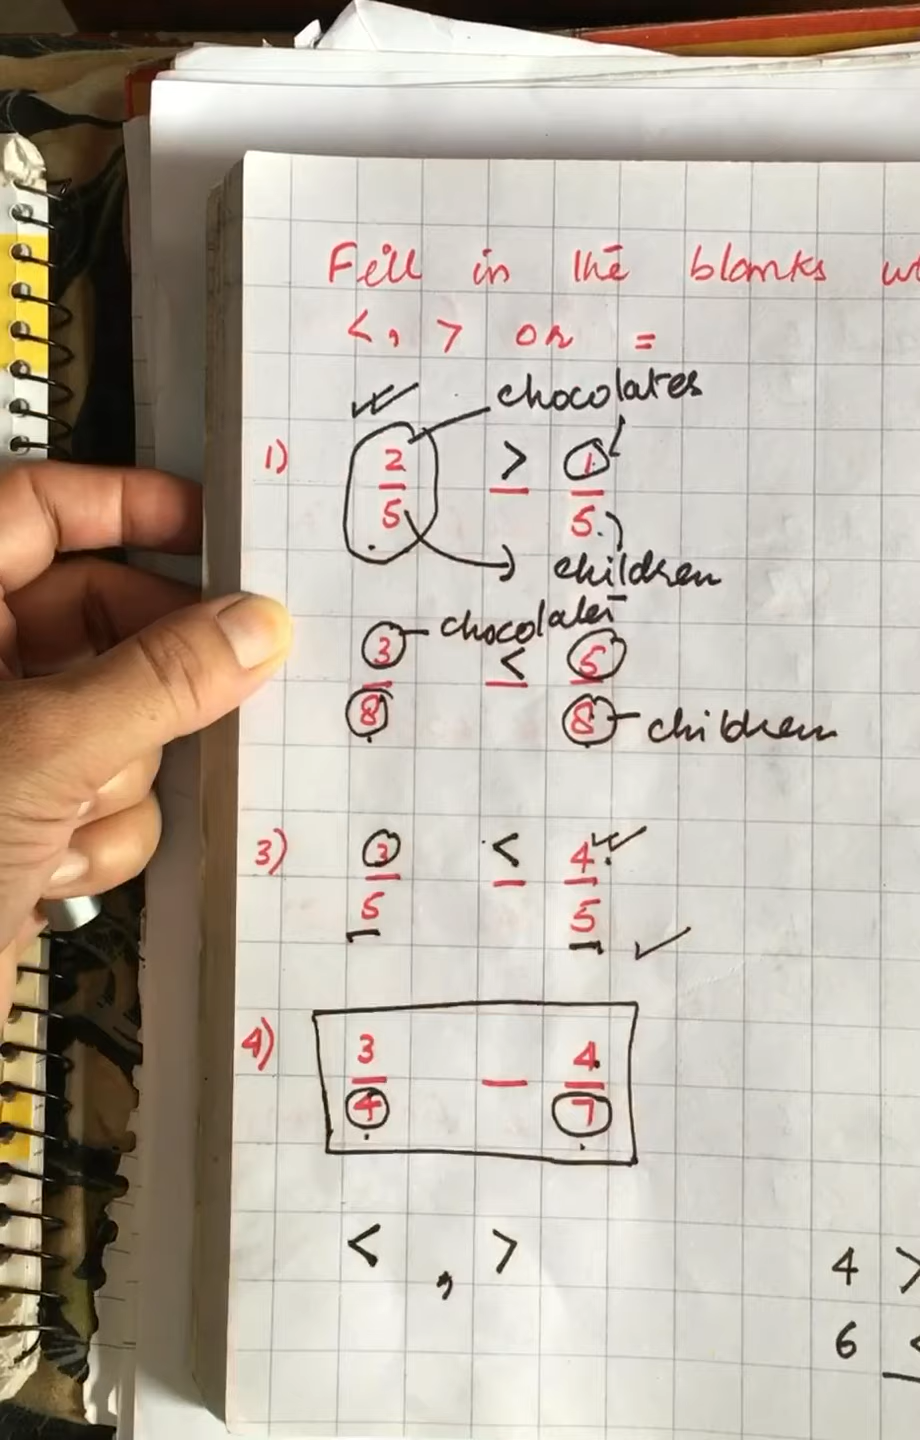 Fill in the blanks
<, > or =
chocolates
1) 2/5 > 1/5
children
chocolates
3/8 < 5/8
children
3) 3/5 < 4/5
4) 3/4 _ 4/7
< , >
4 >
6 <